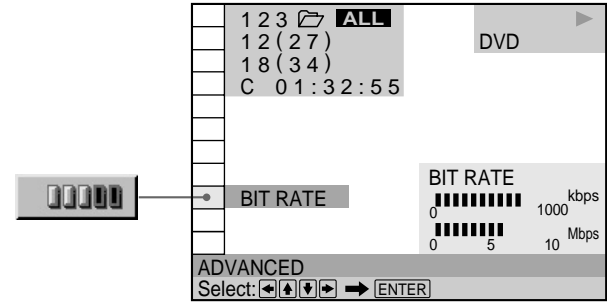 123 ALL
12(27)
18(34)
C 01:32:55
DVD
BIT RATE
BIT RATE
kbps
0 1000
Mbps
0 5 10
ADVANCED
Select: ENTER